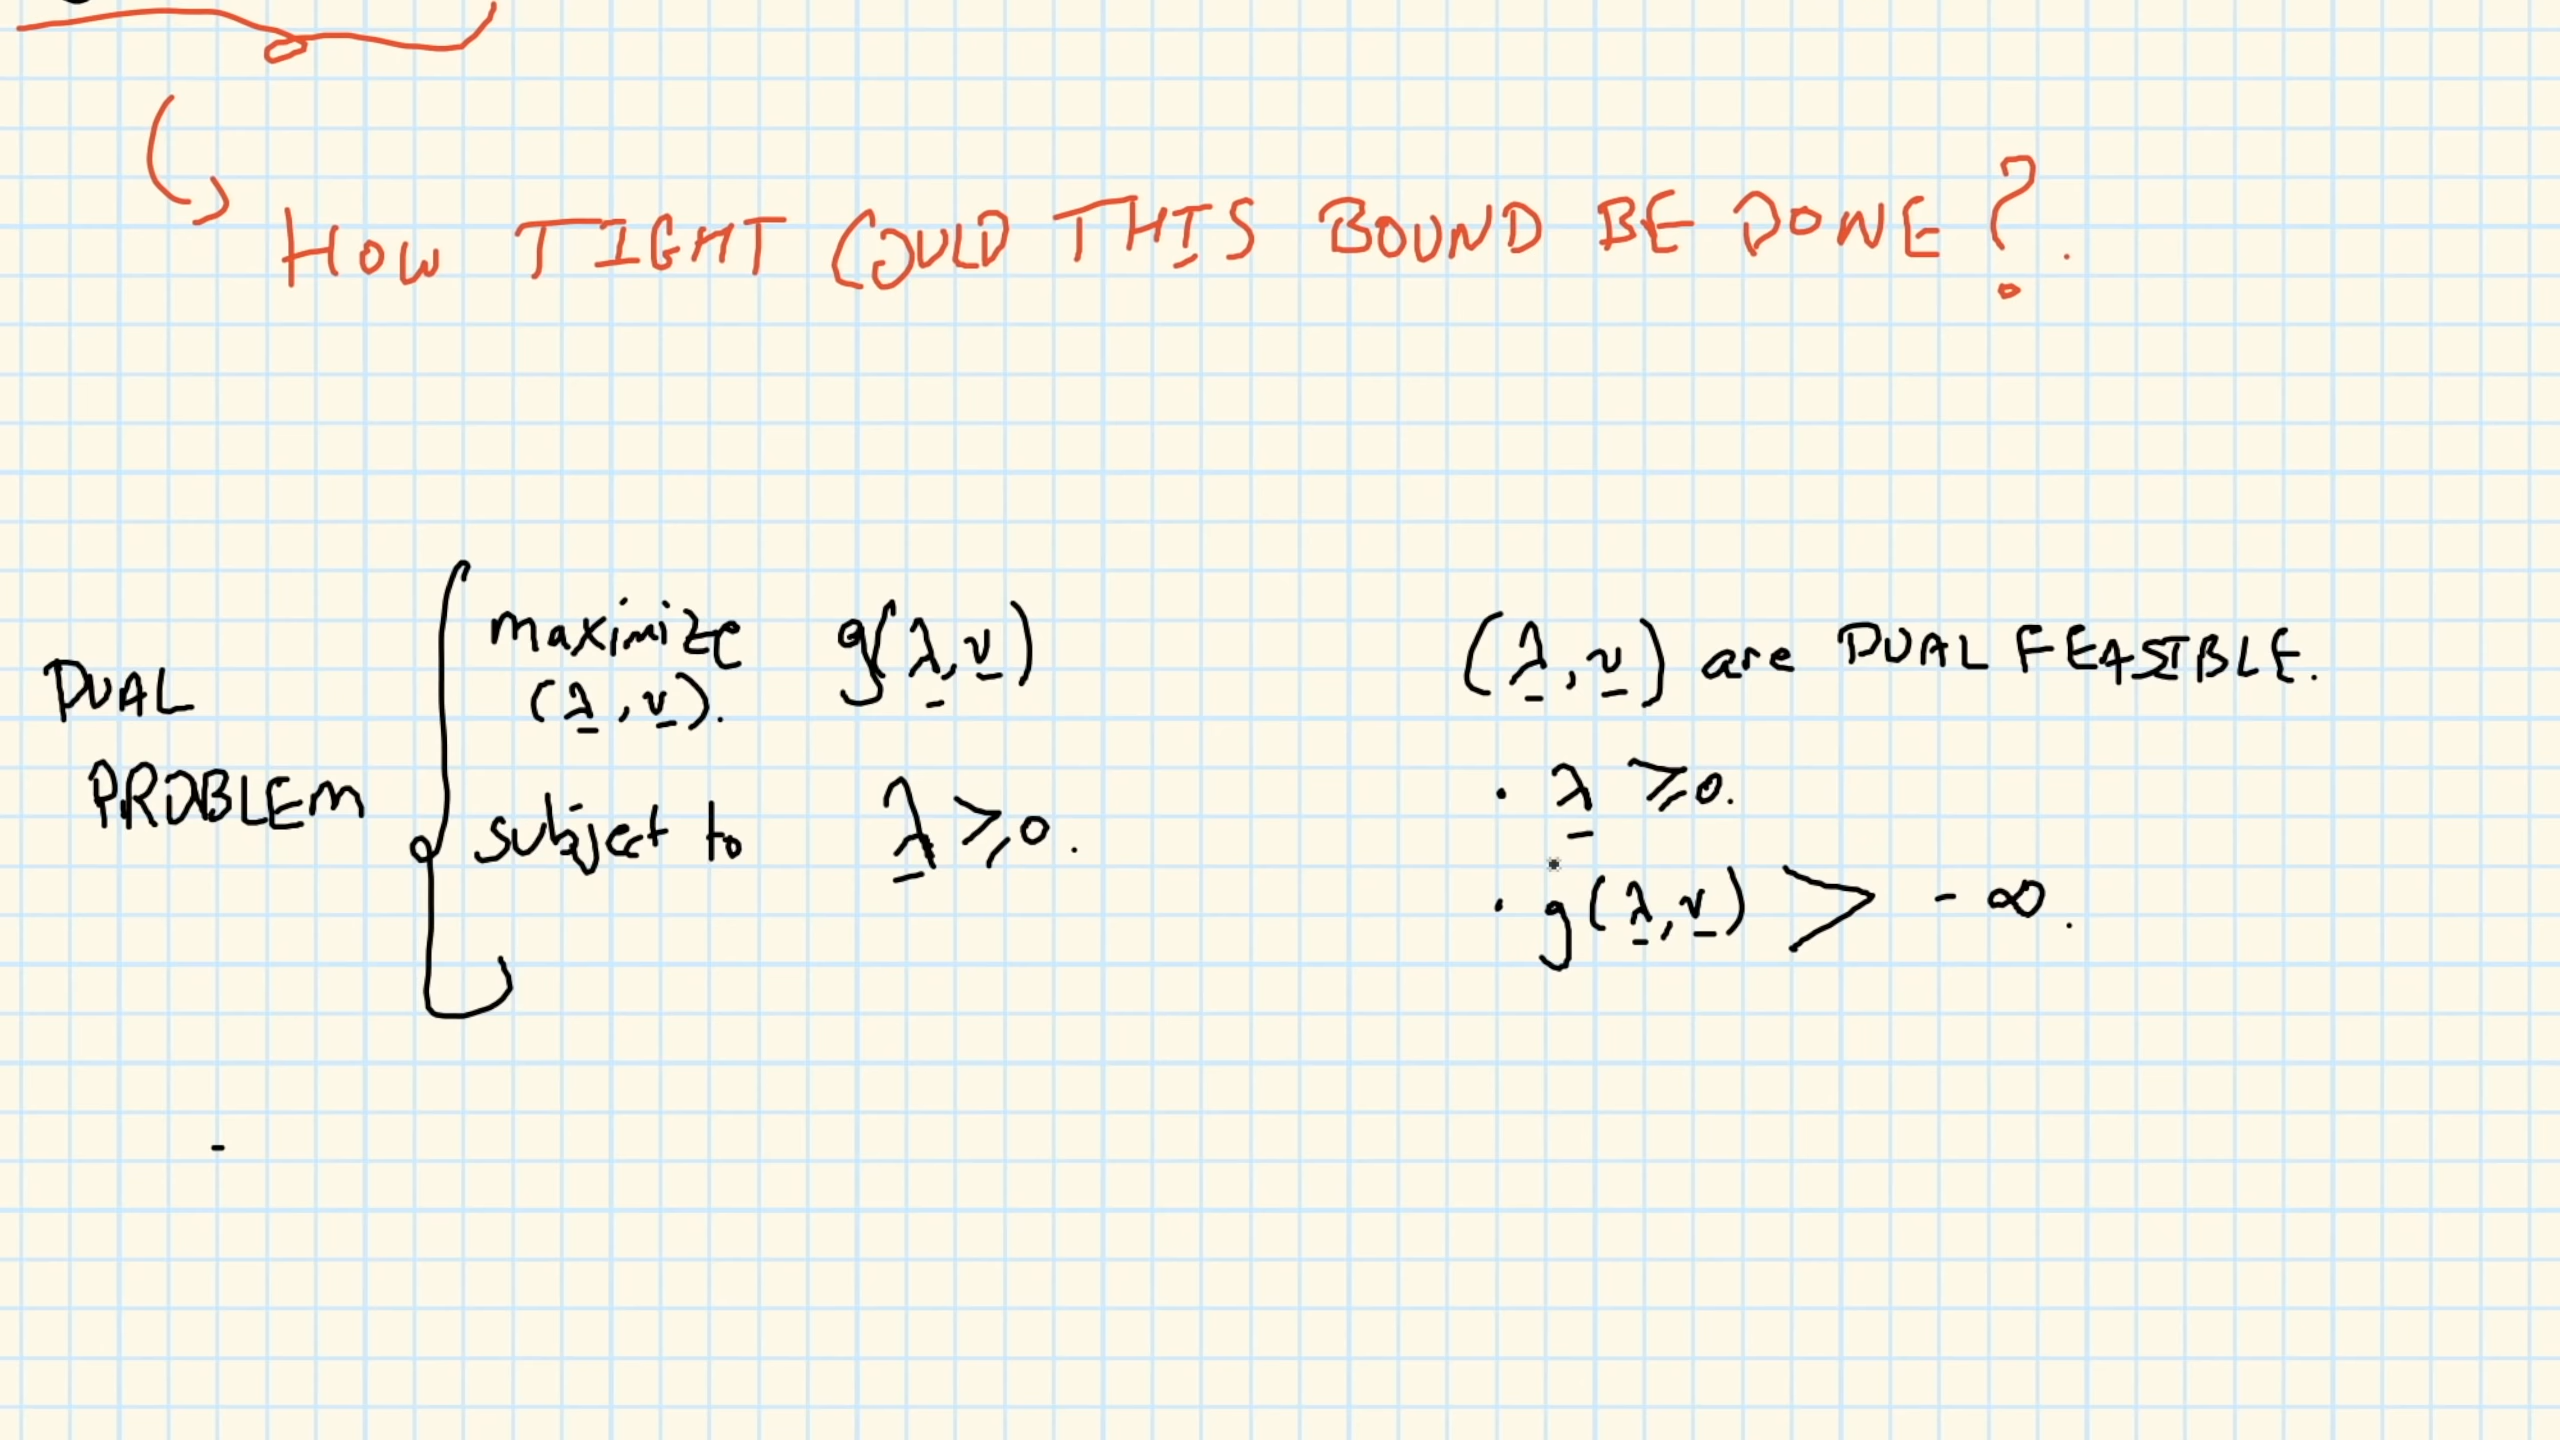 HOW TIGHT COULD THIS BOUND BE DONE ? .
DUAL PROBLEM
maximize g(λ, ν)
(λ, ν).
subject to λ ≥ 0.
(λ, ν) are DUAL FEASIBLE.
· λ ≥ 0.
· g(λ, ν) > - ∞.